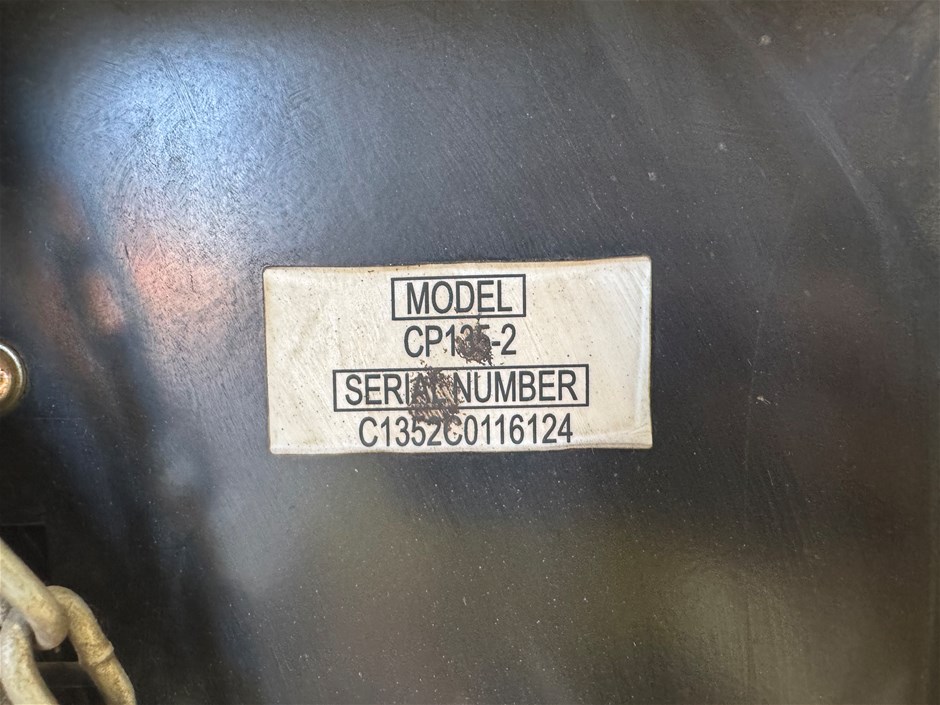 MODEL
CP135-2
SERIAL NUMBER
C1352C0116124